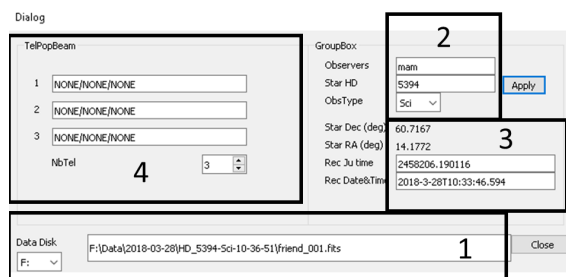 Dialog
TelPopBeam
1 NONE/NONE/NONE
2 NONE/NONE/NONE
3 NONE/NONE/NONE
NbTel 3
4
GroupBox
2
Observers mam
Star HD 5394 Apply
ObsType Sci
Star Dec (deg) 60.7167
Star RA (deg) 14.1772
3
Rec Ju time 2458206.190116
Rec Date&Time 2018-3-28T10:33:46.594
Data Disk F:\Data\2018-03-28\HD_5394-Sci-10-36-51\friend_001.fits 1 Close
F: